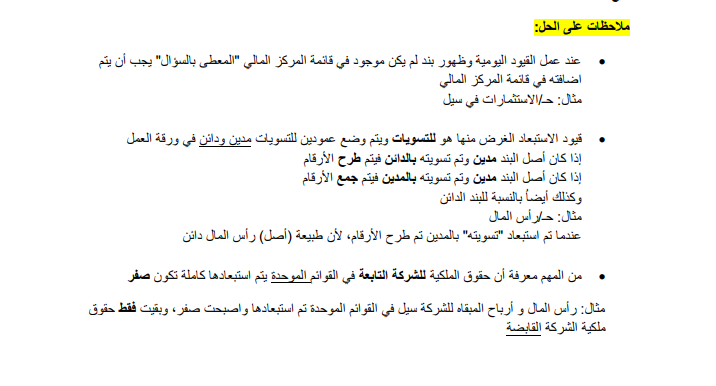 ملاحظات على الحل:
عند عمل القيود اليومية وظهور بند لم يكن موجود في قائمة المركز المالي "المعطى بالسؤال" يجب أن يتم
اضافته في قائمة المركز المالي
مثال: حـ/الاستثمارات في سيل
قيود الاستبعاد الغرض منها هو للتسويات ويتم وضع عمودين للتسويات مدين ودائن في ورقة العمل
إذا كان أصل البند مدين وتم تسويته بالدائن فيتم طرح الأرقام
إذا كان أصل البند مدين وتم تسويته بالمدين فيتم جمع الأرقام
وكذلك أيضاً بالنسبة للبند الدائن
مثال: حـ/رأس المال
عندما تم استبعاد "تسويته" بالمدين تم طرح الأرقام، لأن طبيعة (أصل) رأس المال دائن
من المهم معرفة أن حقوق الملكية للشركة التابعة في القوائم الموحدة يتم استبعادها كاملة تكون صفر
مثال: رأس المال و أرباح المبقاه للشركة سيل في القوائم الموحدة تم استبعادها واصبحت صفر، وبقيت فقط حقوق
ملكية الشركة القابضة